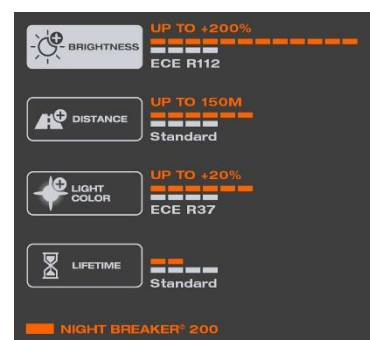 UP TO +200%
BRIGHTNESS
ECE R112
UP TO 150M
DISTANCE
Standard
UP TO +20%
LIGHT
COLOR
ECE R37
LIFETIME
Standard
NIGHT BREAKER® 200